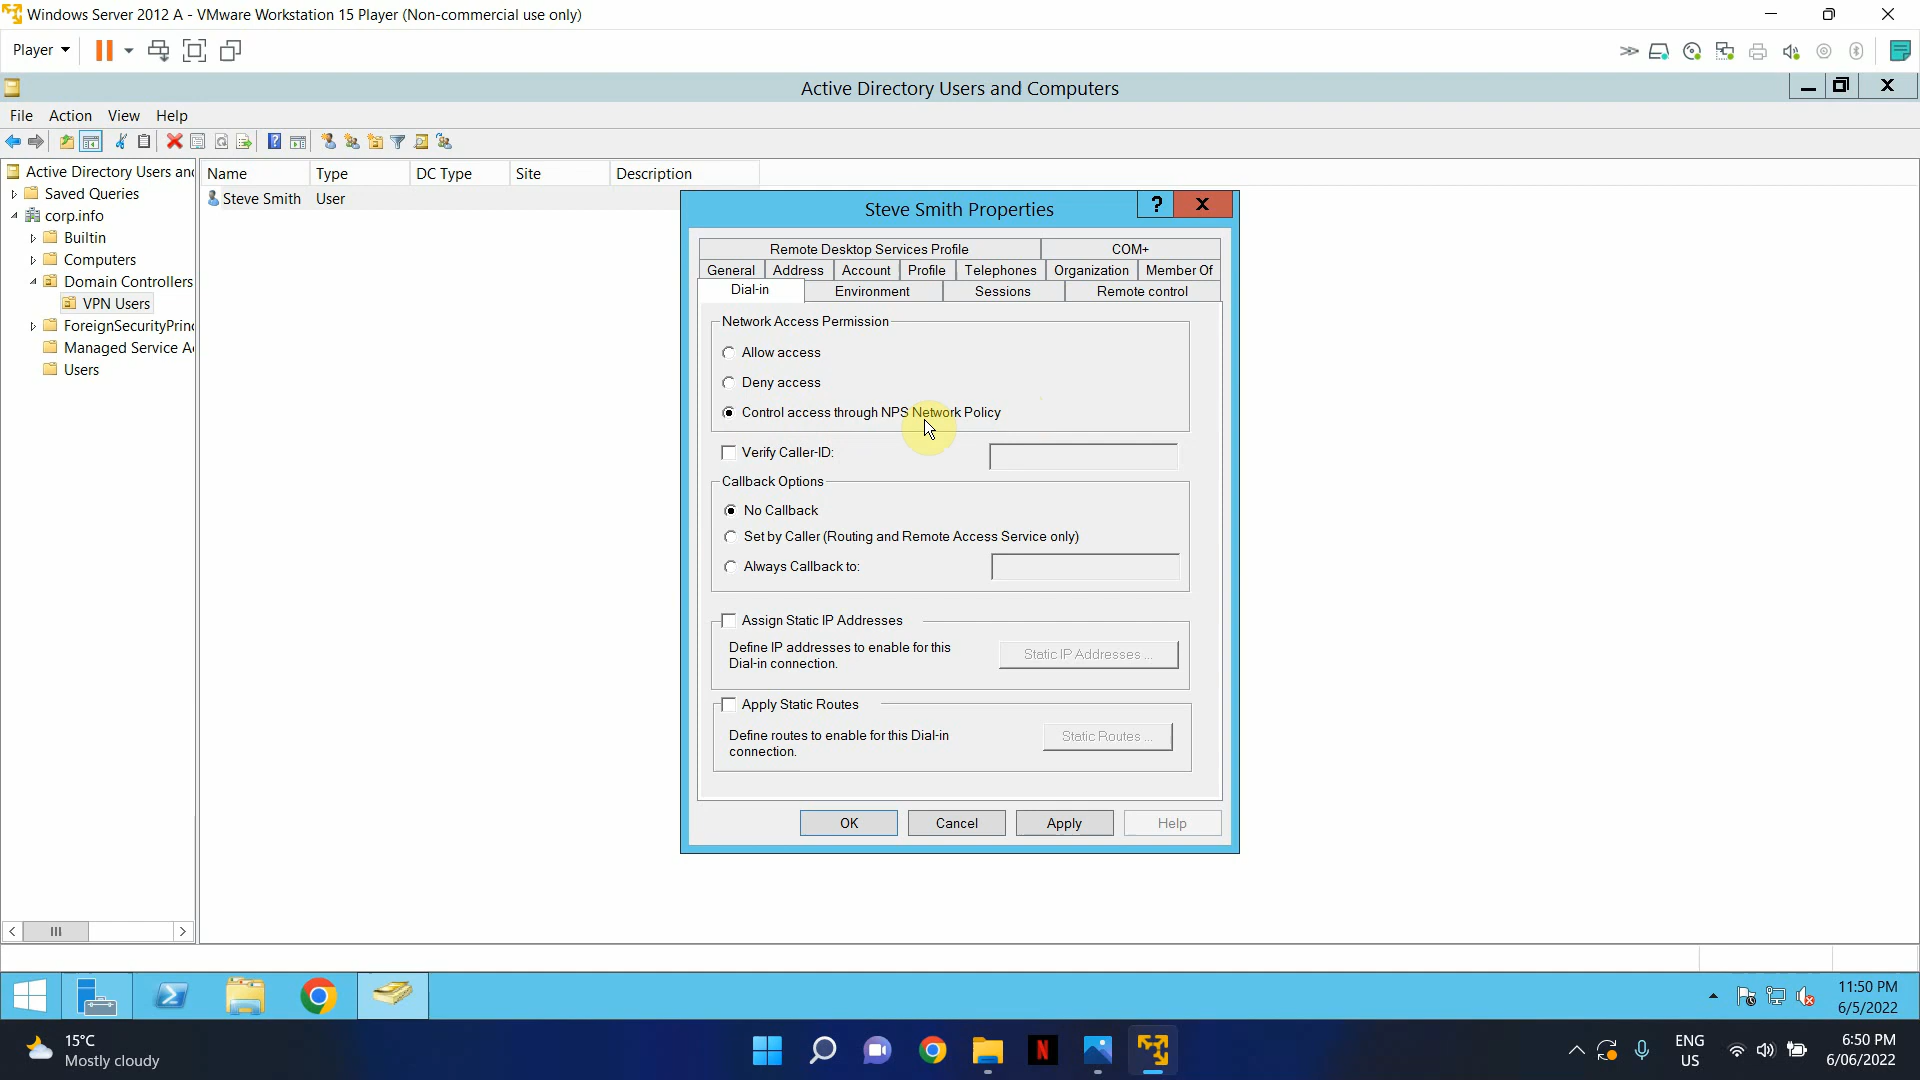 Windows Server 2012 A - VMware Workstation 15 Player (Non-commercial use only)
Player
Active Directory Users and Computers
File Action View Help
Active Directory Users an
Saved Queries
corp.info
Builtin
Computers
Domain Controllers
VPN Users
ForeignSecurityPrin
Managed Service A
Users
Name Type DC Type Site Description
Steve Smith User
Steve Smith Properties
?
X
Remote Desktop Services Profile COM+
General Address Account Profile Telephones Organization Member Of
Dial-in Environment Sessions Remote control
Network Access Permission
Allow access
Deny access
Control access through NPS Network Policy
Verify Caller-ID:
Callback Options
No Callback
Set by Caller (Routing and Remote Access Service only)
Always Callback to:
Assign Static IP Addresses
Define IP addresses to enable for this
Dial-in connection.
Static IP Addresses ...
Apply Static Routes
Define routes to enable for this Dial-in
connection.
Static Routes ...
OK Cancel Apply Help
11:50 PM
6/5/2022
15°C
Mostly cloudy
ENG
US
6:50 PM
6/06/2022